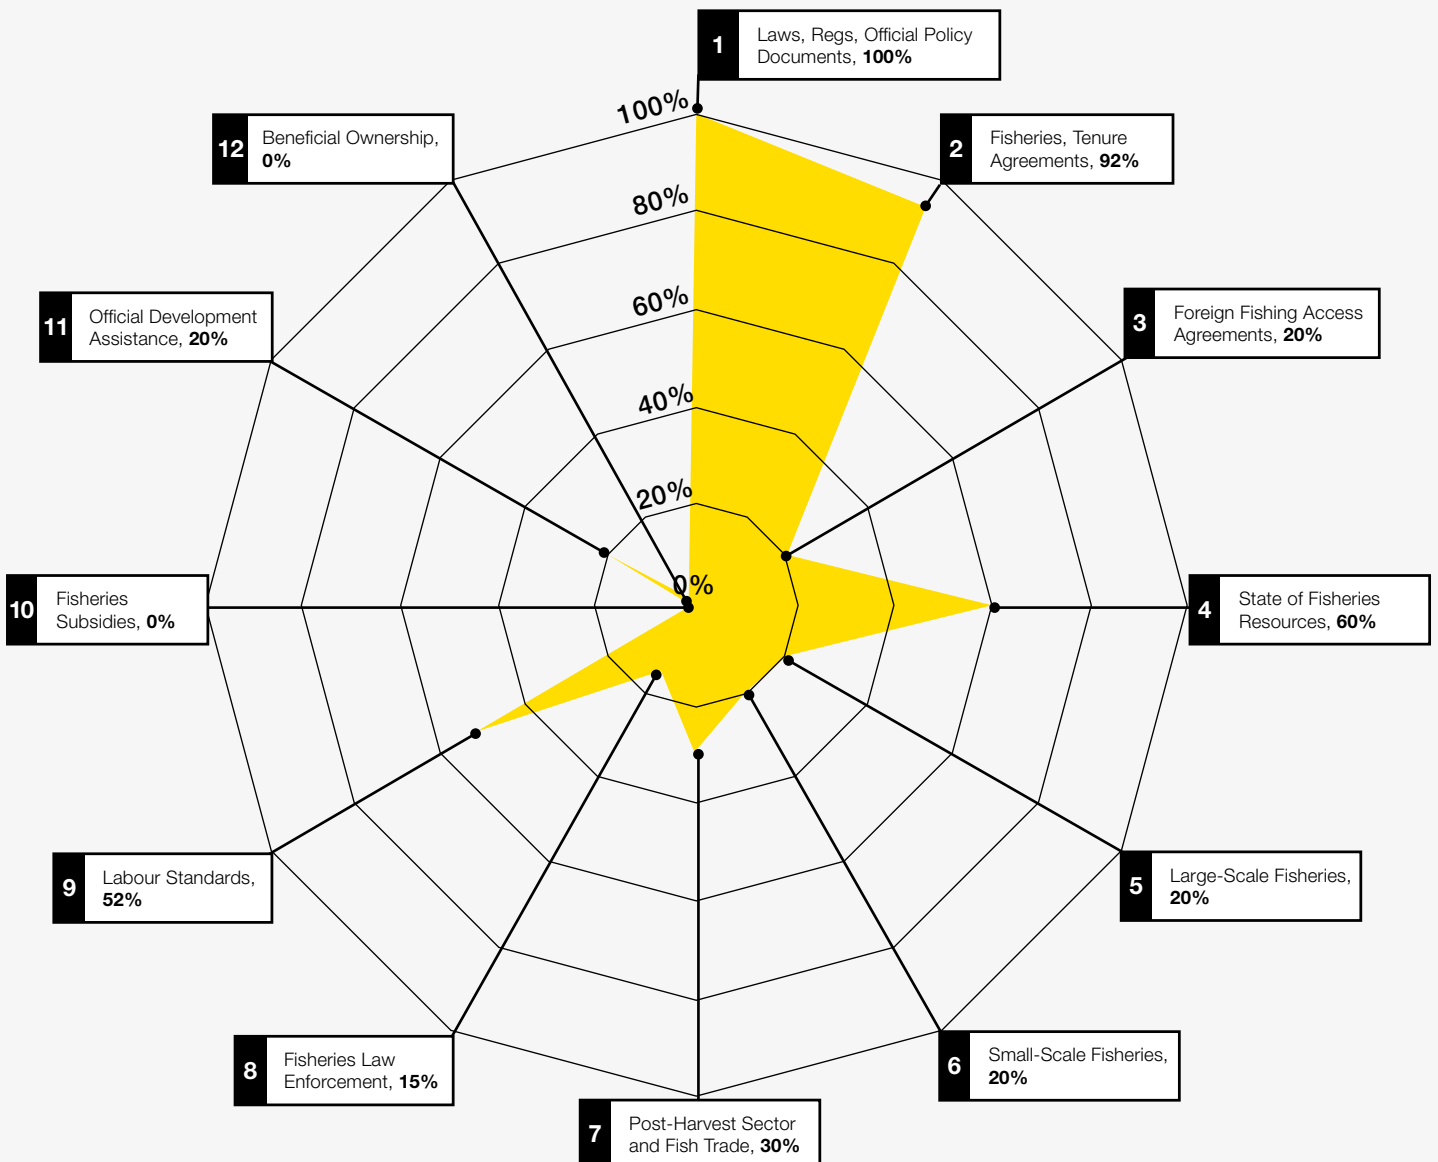 1
Laws, Regs, Official Policy
Documents, 100%
2
Fisheries, Tenure
Agreements, 92%
3
Foreign Fishing Access
Agreements, 20%
4
State of Fisheries
Resources, 60%
5
Large-Scale Fisheries,
20%
6
Small-Scale Fisheries,
20%
7
Post-Harvest Sector
and Fish Trade, 30%
8
Fisheries Law
Enforcement, 15%
9
Labour Standards,
52%
10
Fisheries
Subsidies, 0%
11
Official Development
Assistance, 20%
12
Beneficial Ownership,
0%
100%
80%
60%
40%
20%
0%